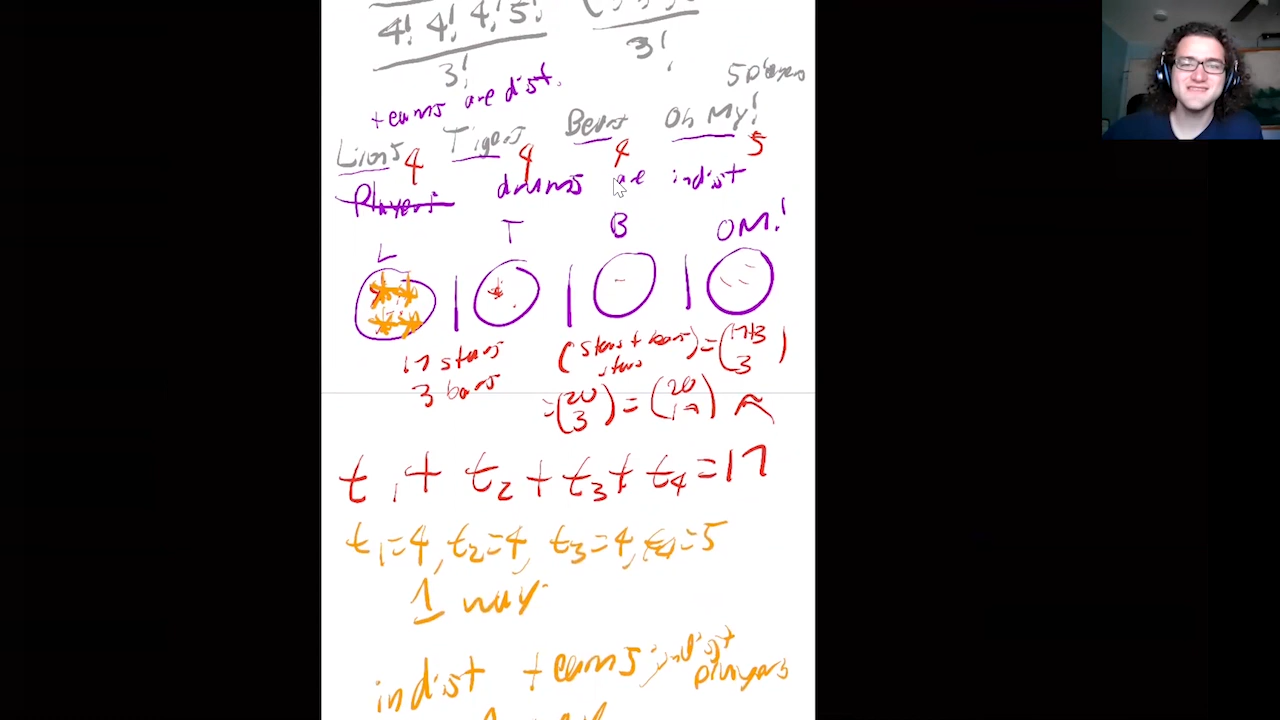 4! 4! 4! 5!
3!
3!
teams are dist.
5 players
Lions 4 Tigers 4 Bears 4 Oh My! 5
Players drums are indist
L T B OM!
17 stars
3 bars
(stars + bars stars) = (17+3 3)
= (20 3) = (20 17)
t1 + t2 + t3 + t4 = 17
t1=4, t2=4, t3=4, t4=5
1 way
indist teams indist players